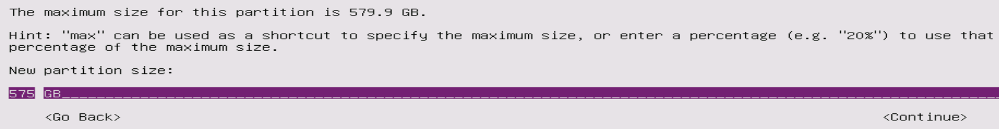 The maximum size for this partition is 579.9 GB.
Hint: "max" can be used as a shortcut to specify the maximum size, or enter a percentage (e.g. "20%") to use that
percentage of the maximum size.
New partition size:
575 GB
<Go Back>
<Continue>